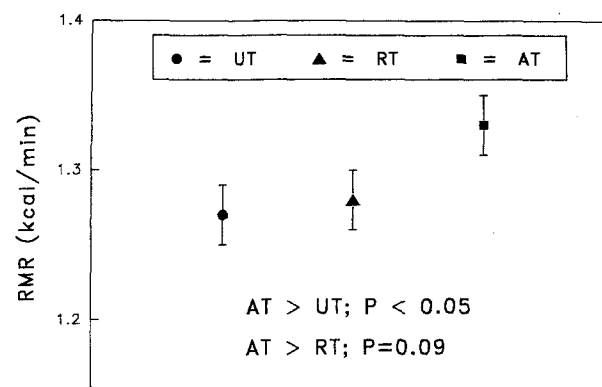 1.4
● = UT ▲ = RT ■ = AT
1.3
RMR (kcal/min)
AT > UT; P < 0.05
1.2
AT > RT; P=0.09